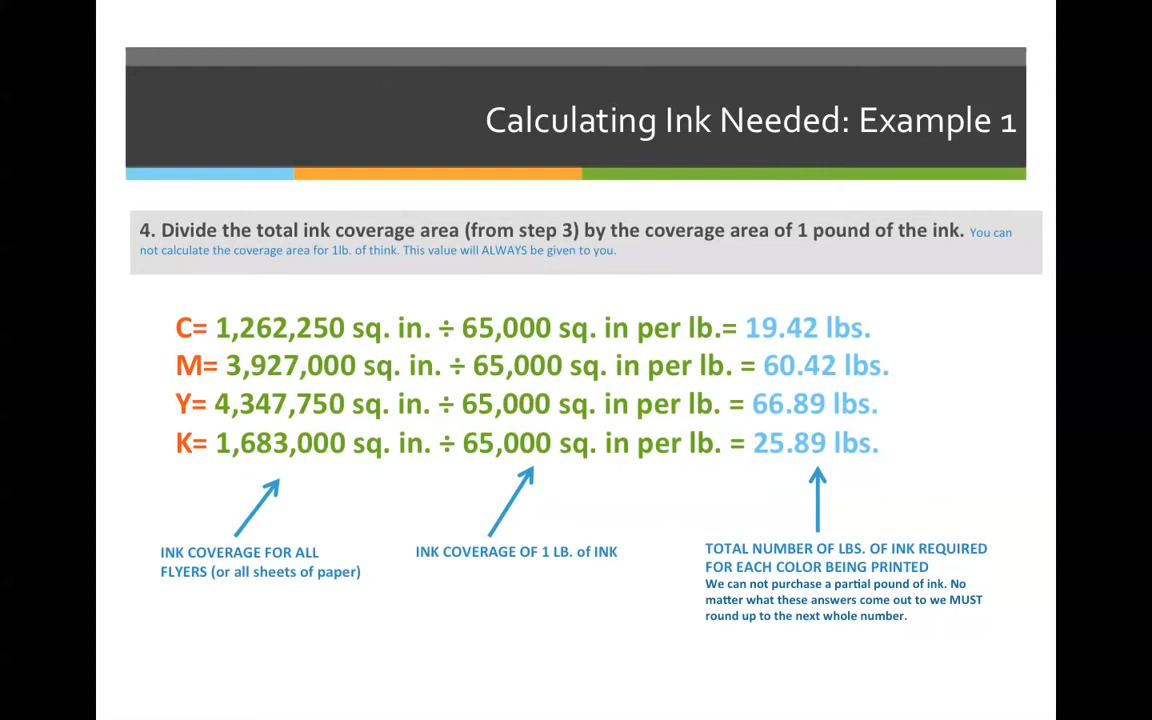 Calculating Ink Needed: Example 1
4. Divide the total ink coverage area (from step 3) by the coverage area of 1 pound of the ink. You can
not calculate the coverage area for 1lb. of think. This value will ALWAYS be given to you.
C= 1,262,250 sq. in. ÷ 65,000 sq. in per lb.= 19.42 lbs.
M= 3,927,000 sq. in. ÷ 65,000 sq. in per lb. = 60.42 lbs.
Y= 4,347,750 sq. in. ÷ 65,000 sq. in per lb. = 66.89 lbs.
K= 1,683,000 sq. in. ÷ 65,000 sq. in per lb. = 25.89 lbs.
INK COVERAGE FOR ALL
FLYERS (or all sheets of paper)
INK COVERAGE OF 1 LB. of INK
TOTAL NUMBER OF LBS. OF INK REQUIRED
FOR EACH COLOR BEING PRINTED
We can not purchase a partial pound of ink. No
matter what these answers come out to we MUST
round up to the next whole number.